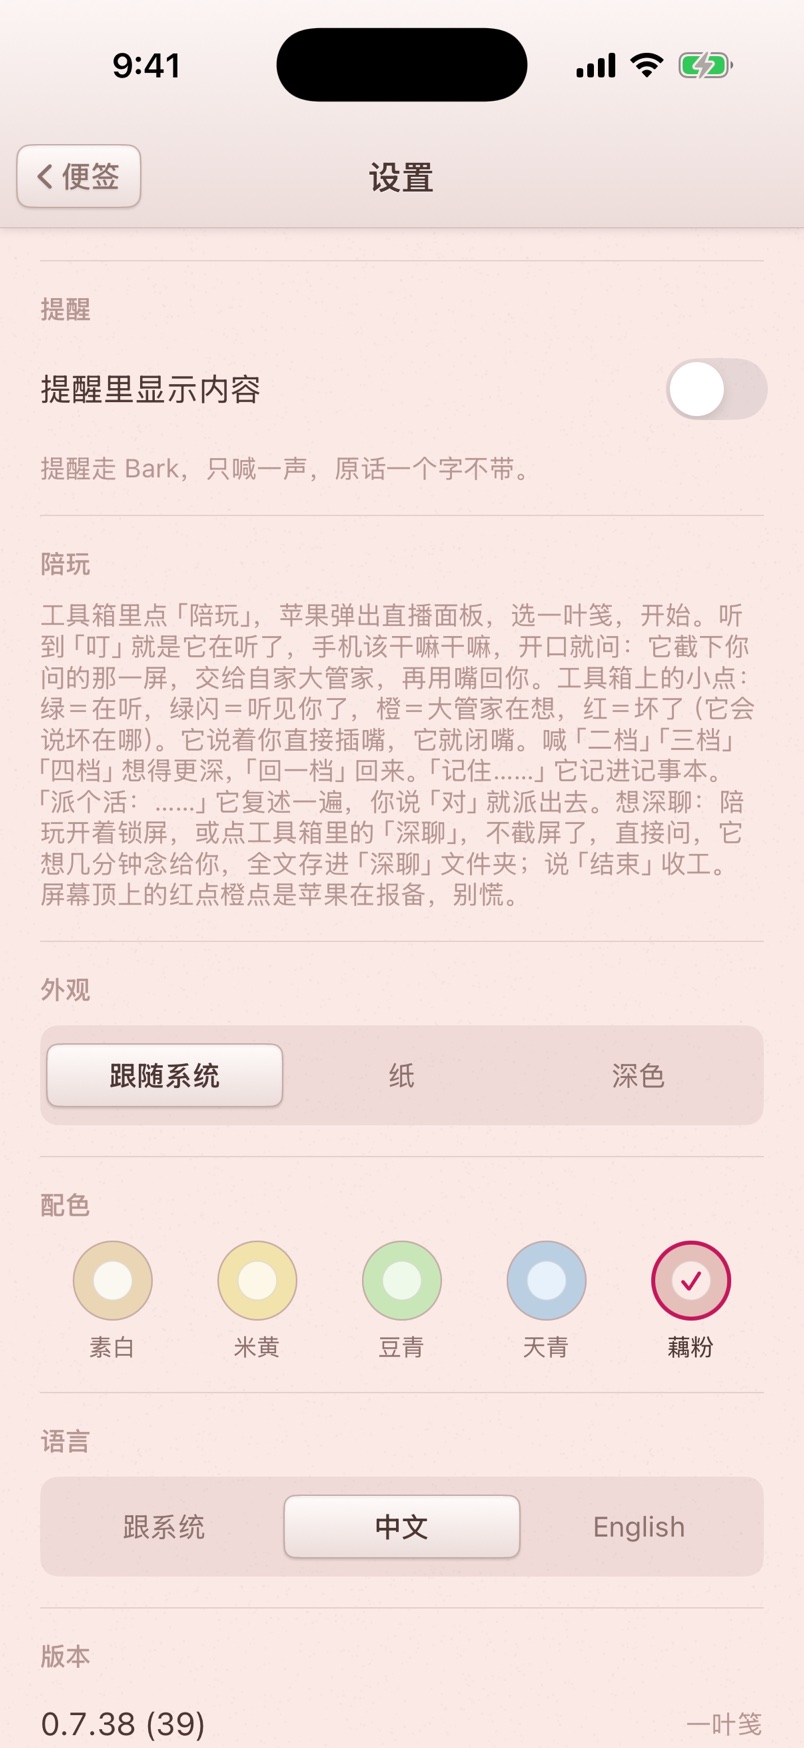 9:41
便签
设置
提醒
提醒里显示内容
提醒走 Bark，只喊一声，原话一个字不带。
陪玩
工具箱里点「陪玩」，苹果弹出直播面板，选一叶笺，开始。听
到「叮」就是它在听了，手机该干嘛干嘛，开口就问：它截下你
问的那一屏，交给自家大管家，再用嘴回你。工具箱上的小点：
绿＝在听，绿闪＝听见你了，橙＝大管家在想，红＝坏了（它会
说坏在哪）。它说着你直接插嘴，它就闭嘴。喊「二档」「三档」
「四档」想得更深，「回一档」回来。「记住……」它记进记事本。
「派个活：……」它复述一遍，你说「对」就派出去。想深聊：陪
玩开着锁屏，或点工具箱里的「深聊」，不截屏了，直接问，它
想几分钟念给你，全文存进「深聊」文件夹；说「结束」收工。
屏幕顶上的红点橙点是苹果在报备，别慌。
外观
跟随系统 纸 深色
配色
素白 米黄 豆青 天青 藕粉
语言
跟系统 中文 English
版本
0.7.38 (39) 一叶笺